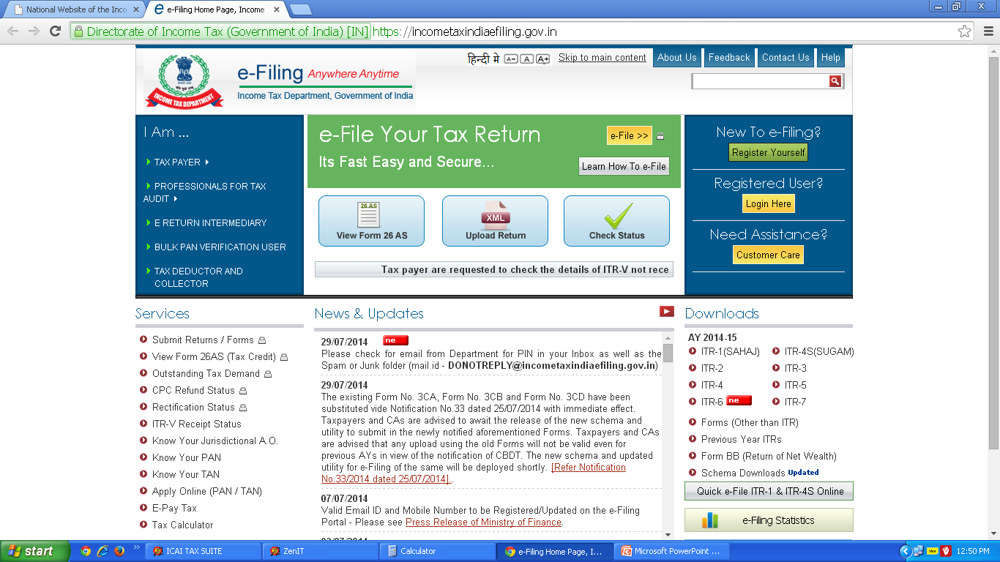 National Website of the Inco
e-Filing Home Page, Income
Directorate of Income Tax (Government of India) [IN] https://incometaxindiaefiling.gov.in
हिन्दी मे A- A A+ Skip to main content About Us Feedback Contact Us Help
INCOME TAX DEPARTMENT
e-Filing Anywhere Anytime
Income Tax Department, Government of India
I Am ...
TAX PAYER
PROFESSIONALS FOR TAX
AUDIT
E RETURN INTERMEDIARY
BULK PAN VERIFICATION USER
TAX DEDUCTOR AND
COLLECTOR
e-File Your Tax Return
e-File >>
Its Fast Easy and Secure...
Learn How To e-File
26 AS
View Form 26 AS
XML
Upload Return
Check Status
Tax payer are requested to check the details of ITR-V not rece
New To e-Filing?
Register Yourself
Registered User?
Login Here
Need Assistance?
Customer Care
Services
Submit Returns / Forms
View Form 26AS (Tax Credit)
Outstanding Tax Demand
CPC Refund Status
Rectification Status
ITR-V Receipt Status
Know Your Jurisdictional A.O.
Know Your PAN
Know Your TAN
Apply Online (PAN / TAN)
E-Pay Tax
Tax Calculator
News & Updates
29/07/2014 ne
Please check for email from Department for PIN in your Inbox as well as the
Spam or Junk folder (mail id - DONOTREPLY@incometaxindiaefiling.gov.in)
29/07/2014
The existing Form No. 3CA, Form No. 3CB and Form No. 3CD have been
substituted vide Notification No.33 dated 25/07/2014 with immediate effect.
Taxpayers and CAs are advised to await the release of the new schema and
utility to submit in the newly notified aforementioned Forms. Taxpayers and CAs
are advised that any upload using the old Forms will not be valid even for
previous AYs in view of the notification of CBDT. The new schema and updated
utility for e-Filing of the same will be deployed shortly. [Refer Notification
No.33/2014 dated 25/07/2014].
07/07/2014
Valid Email ID and Mobile Number to be Registered/Updated on the e-Filing
Portal - Please see Press Release of Ministry of Finance.
Downloads
AY 2014-15
ITR-1(SAHAJ) ITR-4S(SUGAM)
ITR-2 ITR-3
ITR-4 ITR-5
ITR-6 ne ITR-7
Forms (Other than ITR)
Previous Year ITRs
Form BB (Return of Net Wealth)
Schema Downloads Updated
Quick e-File ITR-1 & ITR-4S Online
e-Filing Statistics
start
ICAI TAX SUITE
ZenIT
Calculator
e-Filing Home Page, I...
Microsoft PowerPoint ...
12:50 PM